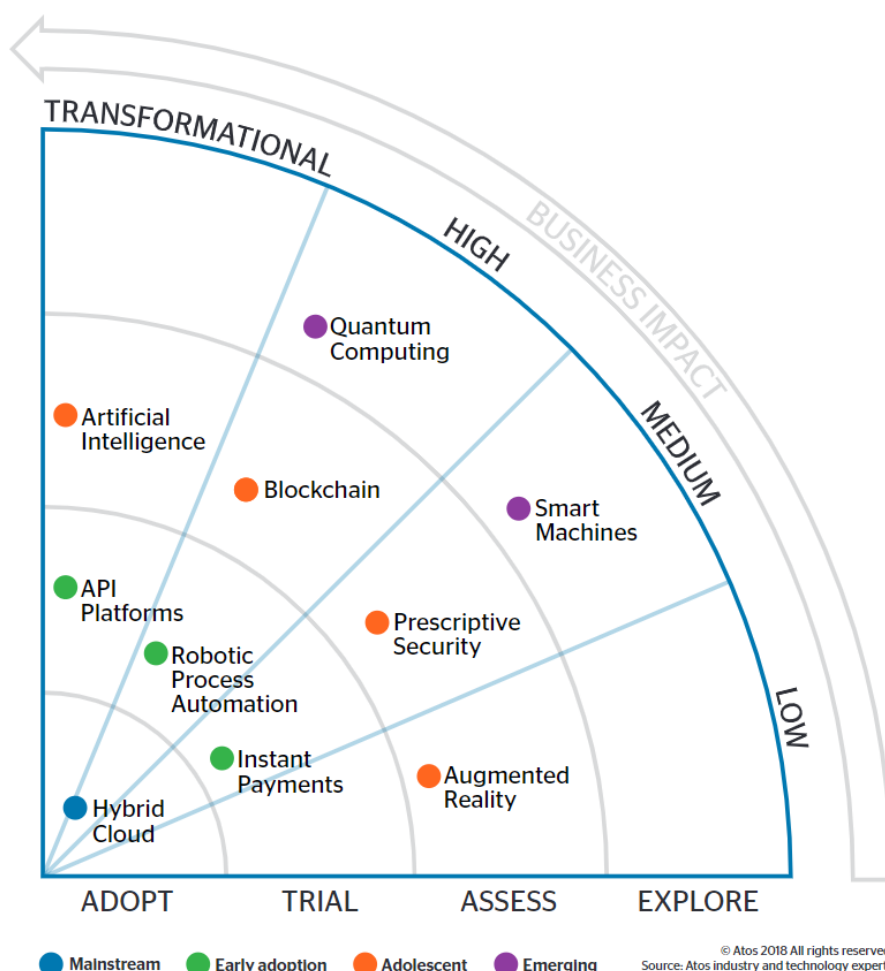 TRANSFORMATIONAL
HIGH
BUSINESS IMPACT
MEDIUM
LOW
Quantum
Computing
Artificial
Intelligence
Blockchain
Smart
Machines
API
Platforms
Prescriptive
Security
Robotic
Process
Automation
Instant
Payments
Augmented
Reality
Hybrid
Cloud
ADOPT TRIAL ASSESS EXPLORE
Mainstream Early adoption Adolescent Emerging
© Atos 2018 All rights reserved
Source: Atos industry and technology expert